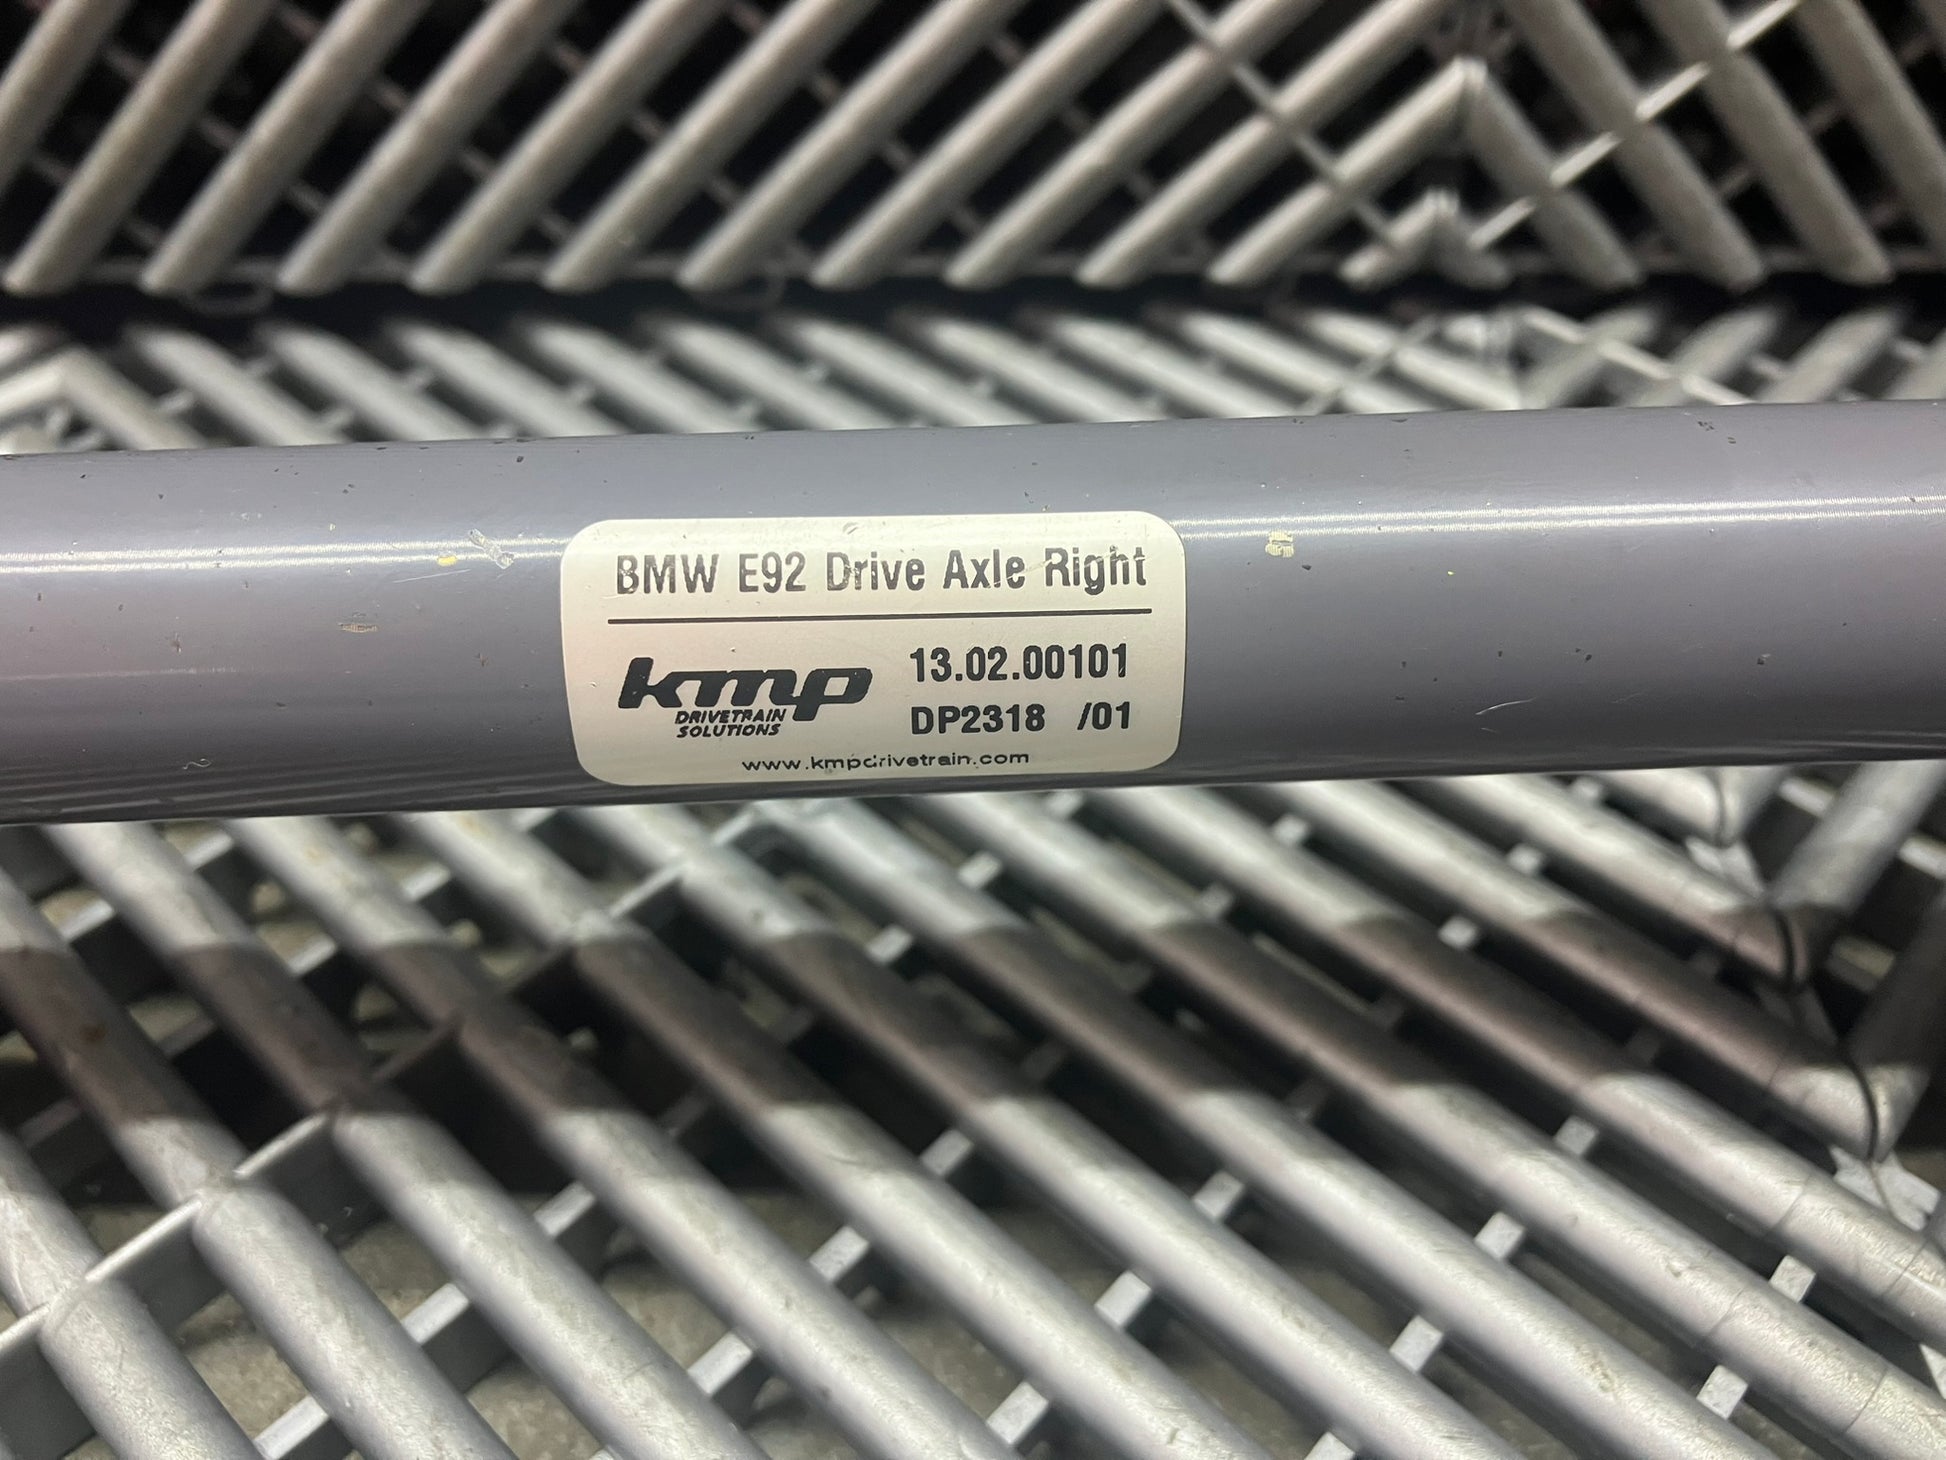 BMW E92 Drive Axle Right
kmp
DRIVETRAIN
SOLUTIONS
13.02.00101
DP2318 /01
www.kmpdrivetrain.com